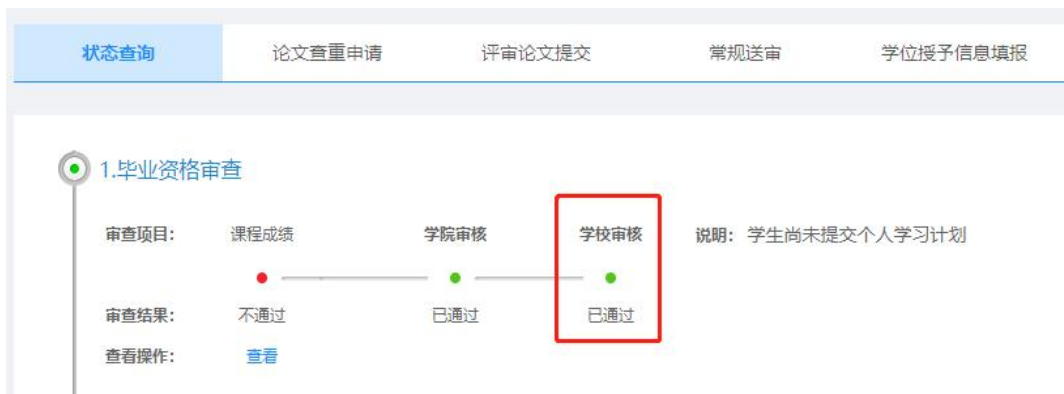 状态查询 论文查重申请 评审论文提交 常规送审 学位授予信息填报
1.毕业资格审查
审查项目： 课程成绩 学院审核 学校审核 说明：学生尚未提交个人学习计划
审查结果： 不通过 已通过 已通过
查看操作： 查看